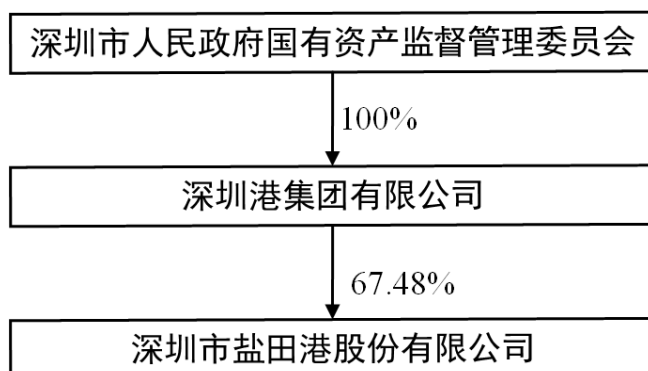 深圳市人民政府国有资产监督管理委员会
100%
深圳港集团有限公司
67.48%
深圳市盐田港股份有限公司